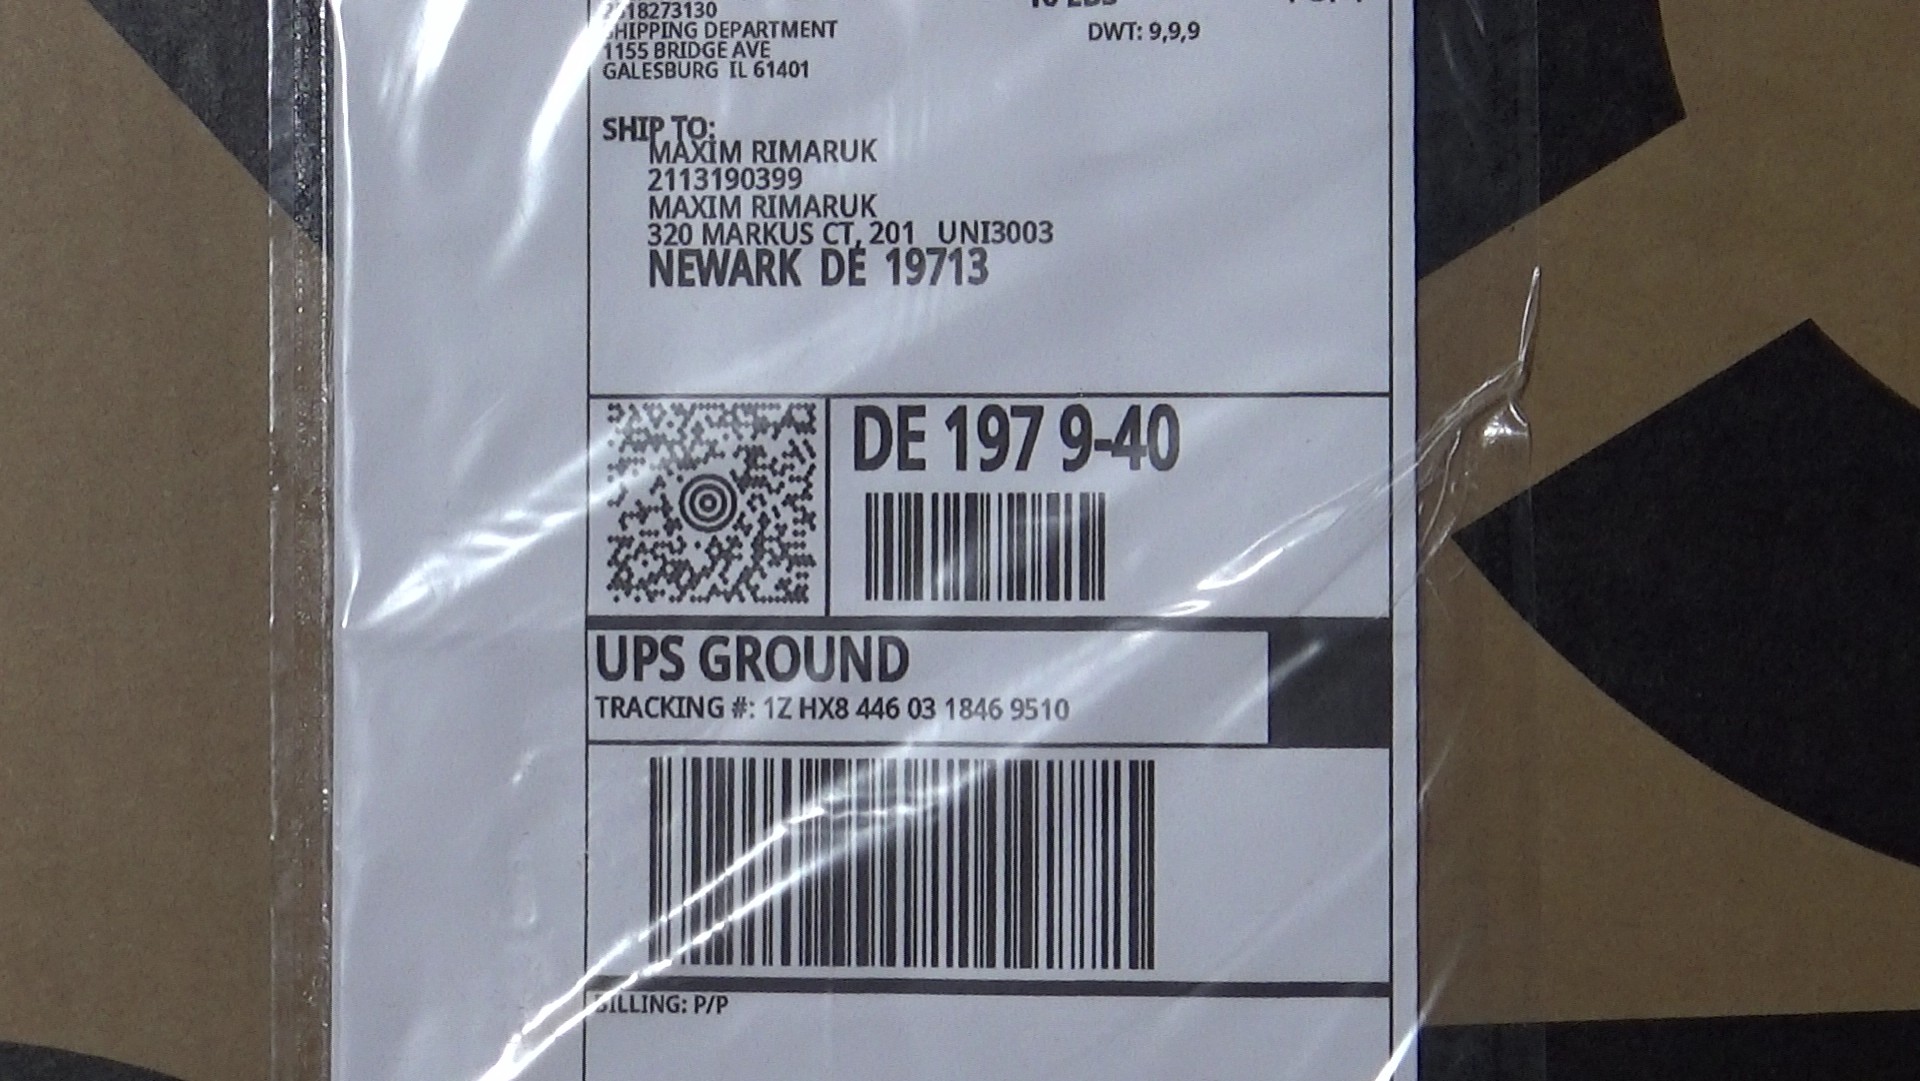 SHIPPING DEPARTMENT
1155 BRIDGE AVE
GALESBURG IL 61401
DWT: 9,9,9
SHIP TO:
MAXIM RIMARUK
2113190399
MAXIM RIMARUK
320 MARKUS CT, 201 UNI3003
NEWARK DE 19713
DE 197 9-40
UPS GROUND
TRACKING #: 1Z HX8 446 03 1846 9510
BILLING: P/P